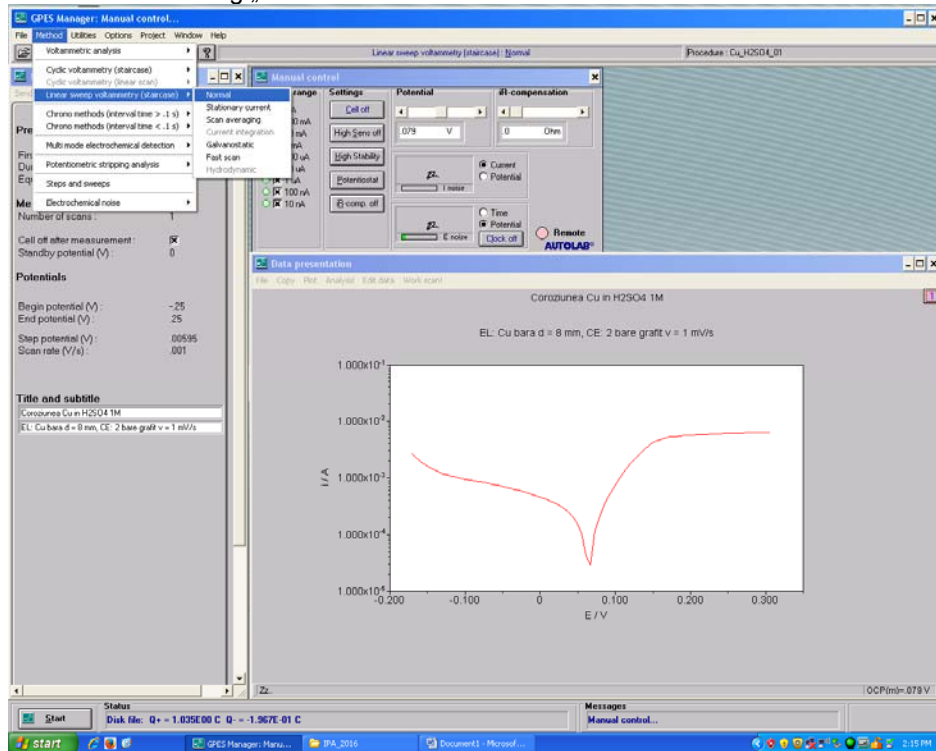 GPES Manager: Manual control...
File Method Utilities Options Project Window Help
Linear sweep voltammetry (staircase) : Normal
Procedure : Cu_H2SO4_01
Voltammetric analysis
Cyclic voltammetry (staircase)
Cyclic voltammetry (linear scan)
Linear sweep voltammetry (staircase)
Chrono methods (interval time > .1 s)
Chrono methods (interval time < .1 s)
Multi mode electrochemical detection
Potentiometric stripping analysis
Steps and sweeps
Electrochemical noise
Normal
Stationary current
Scan averaging
Current integration
Galvanostatic
Fast scan
Hydrodynamic
Manual control
range
Settings
Potential
iR-compensation
Cell off
High Sens off
.079 V
0 Ohm
High Stability
Potentiostat
iR comp. off
100 nA
10 nA
I noise
Current
Potential
E noise
Time
Potential
Clock off
Remote
AUTOLAB®
Number of scans : 1
Cell off after measurement :
Standby potential (V) : 0
Potentials
Begin potential (V) : -.25
End potential (V) : .25
Step potential (V) : .00595
Scan rate (V/s) : .001
Title and subtitle
Coroziunea Cu in H2SO4 1M
EL: Cu bara d = 8 mm, CE: 2 bare grafit v = 1 mV/s
Data presentation
File Copy Plot Analysis Edit data Work scan!
1
Coroziunea Cu in H2SO4 1M
EL: Cu bara d = 8 mm, CE: 2 bare grafit v = 1 mV/s
1.000x10-1
1.000x10-2
1.000x10-3
1.000x10-4
1.000x10-5
i / A
-0.200 -0.100 0 0.100 0.200 0.300
E / V
Zz..
OCP(m)=.079 V
Start
Status
Disk file: Q+ = 1.035E00 C Q- = -1.967E-01 C
Messages
Manual control...
start
GPES Manager: Manu...
IPA_2016
Document1 - Microsof...
2:15 PM